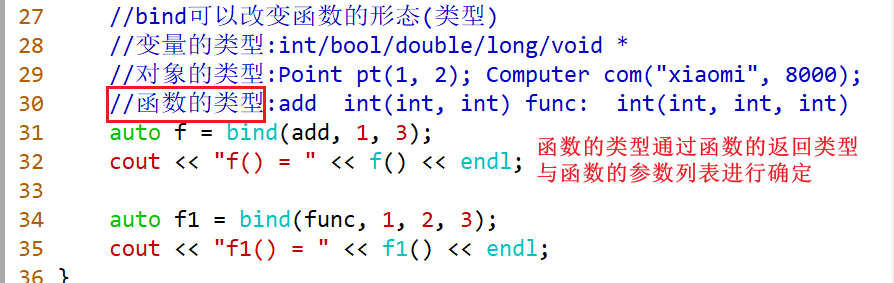 27 //bind可以改变函数的形态(类型)
28 //变量的类型:int/bool/double/long/void *
29 //对象的类型:Point pt(1, 2); Computer com("xiaomi", 8000);
30 //函数的类型:add  int(int, int) func:  int(int, int, int)
31 auto f = bind(add, 1, 3);
32 cout << "f() = " << f() << endl;
函数的类型通过函数的返回类型
与函数的参数列表进行确定
33
34 auto f1 = bind(func, 1, 2, 3);
35 cout << "f1() = " << f1() << endl;
36 }